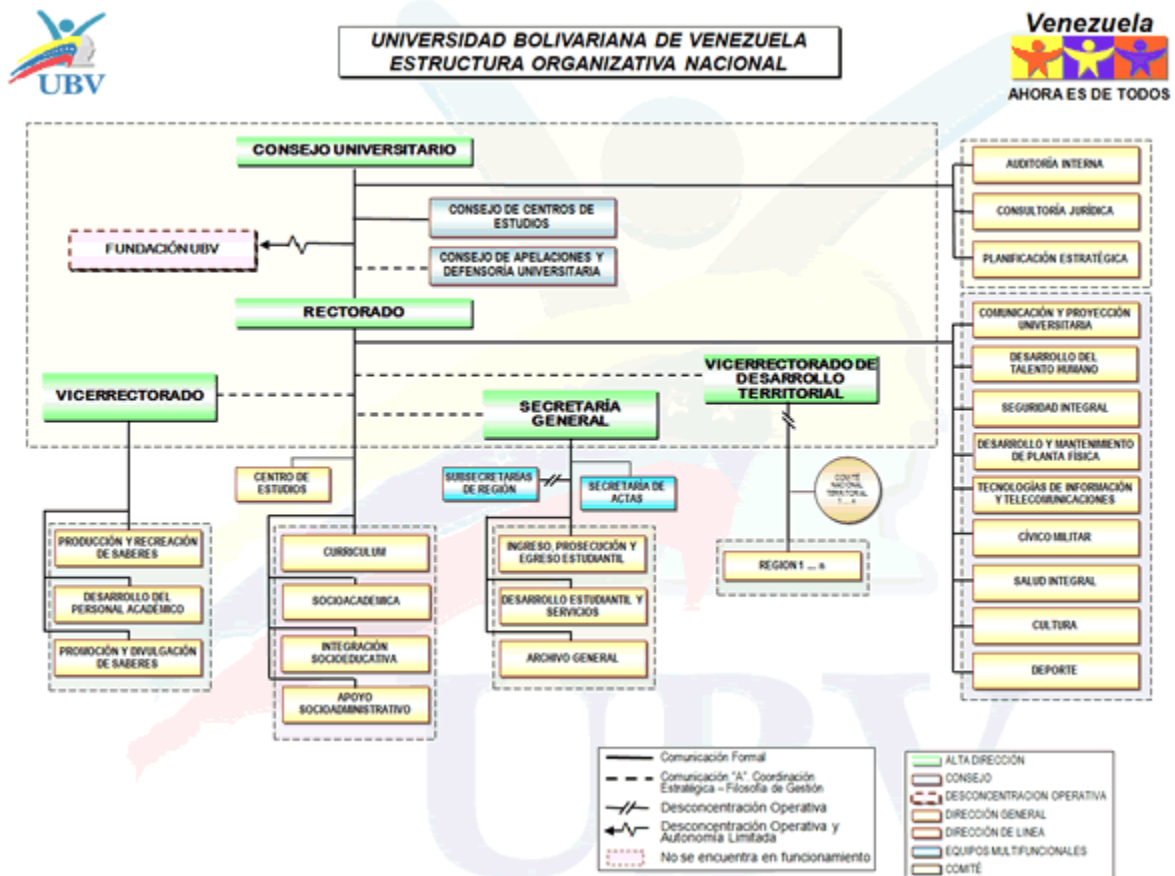 UBV
UNIVERSIDAD BOLIVARIANA DE VENEZUELA
ESTRUCTURA ORGANIZATIVA NACIONAL
Venezuela
AHORA ES DE TODOS
CONSEJO UNIVERSITARIO
CONSEJO DE CENTROS DE
ESTUDIOS
FUNDACIÓN UBV
CONSEJO DE APELACIONES Y
DEFENSORÍA UNIVERSITARIA
RECTORADO
VICERRECTORADO
VICERRECTORADO DE
DESARROLLO
TERRITORIAL
SECRETARÍA
GENERAL
AUDITORÍA INTERNA
CONSULTORÍA JURÍDICA
PLANIFICACIÓN ESTRATÉGICA
COMUNICACIÓN Y PROYECCIÓN
UNIVERSITARIA
DESARROLLO DEL
TALENTO HUMANO
SEGURIDAD INTEGRAL
DESARROLLO Y MANTENIMIENTO
DE PLANTA FÍSICA
TECNOLOGÍAS DE INFORMACIÓN
Y TELECOMUNICACIONES
CÍVICO MILITAR
SALUD INTEGRAL
CULTURA
DEPORTE
CENTRO DE
ESTUDIOS
SUBSECRETARÍAS
DE REGIÓN
SECRETARÍA DE
ACTAS
COMITÉ
NACIONAL
TERRITORIAL
1 ... n
PRODUCCIÓN Y RECREACIÓN
DE SABERES
DESARROLLO DEL
PERSONAL ACADÉMICO
PROMOCIÓN Y DIVULGACIÓN
DE SABERES
CURRICULUM
SOCIOACADEMICA
INTEGRACIÓN
SOCIOEDUCATIVA
APOYO
SOCIOADMINISTRATIVO
INGRESO, PROSECUCIÓN Y
EGRESO ESTUDIANTIL
DESARROLLO ESTUDIANTIL Y
SERVICIOS
ARCHIVO GENERAL
REGION 1 ... n
UBV
Comunicación Formal
Comunicación "A". Coordinación
Estratégica – Filosofía de Gestión
Desconcentración Operativa
Desconcentración Operativa y
Autonomía Limitada
No se encuentra en funcionamiento
ALTA DIRECCIÓN
CONSEJO
DESCONCENTRACION OPERATIVA
DIRECCIÓN GENERAL
DIRECCIÓN DE LINEA
EQUIPOS MULTIFUNCIONALES
COMITÉ